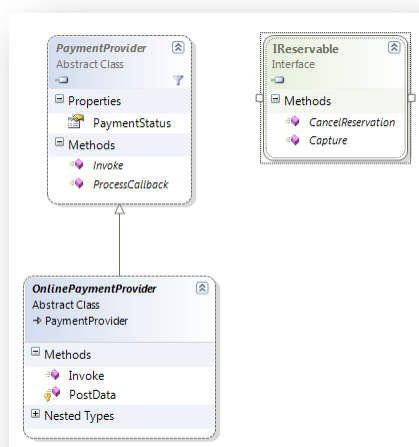 PaymentProvider
Abstract Class
Properties
PaymentStatus
Methods
Invoke
ProcessCallback
IReservable
Interface
Methods
CancelReservation
Capture
OnlinePaymentProvider
Abstract Class
PaymentProvider
Methods
Invoke
PostData
Nested Types